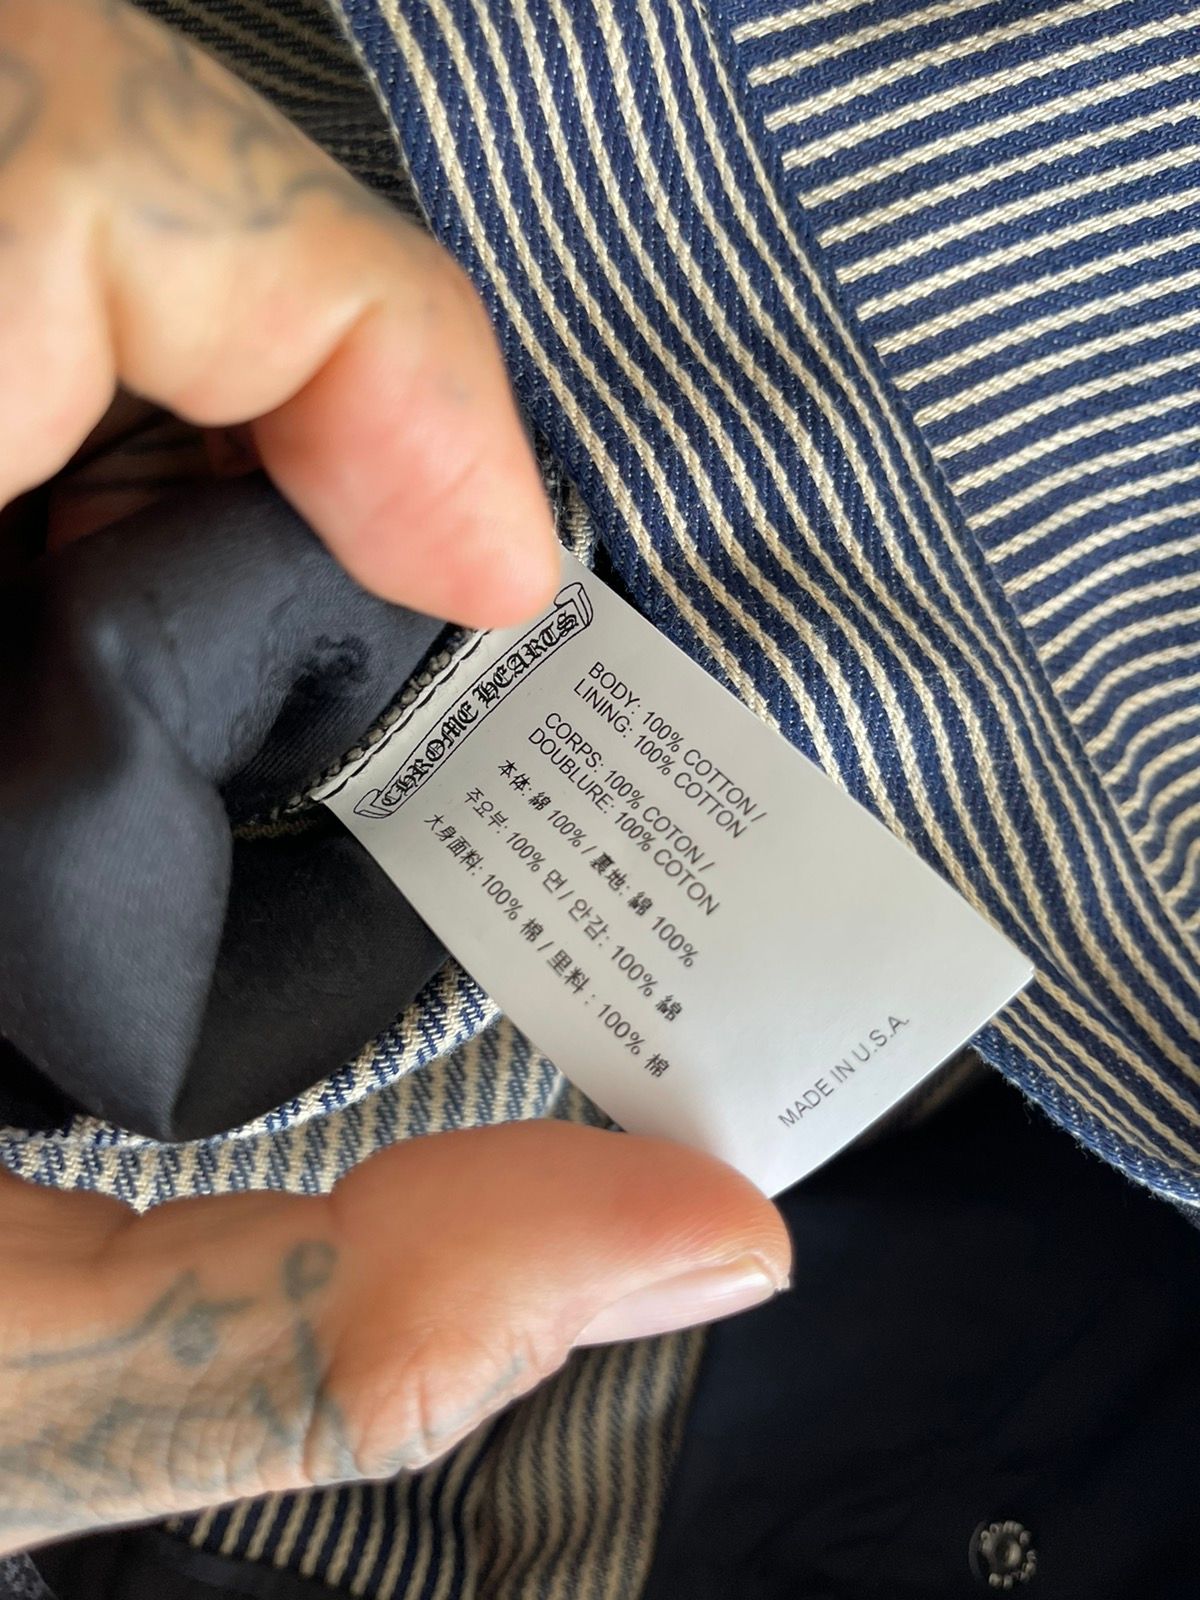 CHROME HEARTS
BODY: 100% COTTON /
LINING: 100% COTTON
CORPS: 100% COTON /
DOUBLURE: 100% COTON
本体: 綿 100% / 裏地: 綿 100%
주요부: 100% 면 / 안감: 100% 綿
大身面料: 100% 棉 / 里料: 100% 棉
MADE IN U.S.A.